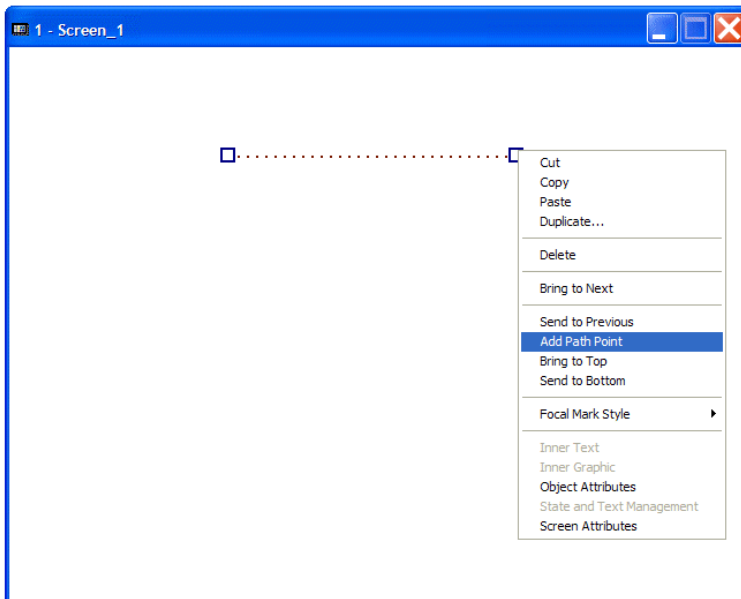 1 - Screen_1
Cut
Copy
Paste
Duplicate...
Delete
Bring to Next
Send to Previous
Add Path Point
Bring to Top
Send to Bottom
Focal Mark Style
Inner Text
Inner Graphic
Object Attributes
State and Text Management
Screen Attributes